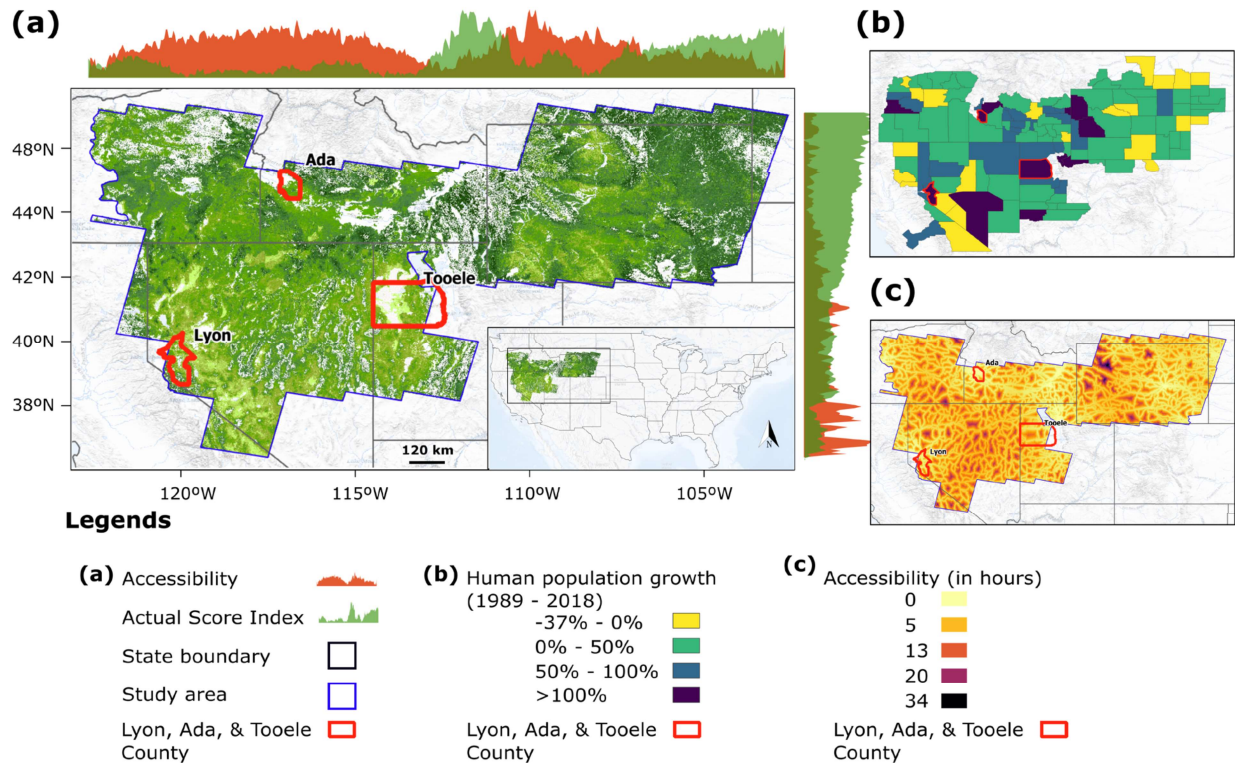 (a)
(b)
48ºN
44ºN
42ºN
40ºN
38ºN
Ada
Tooele
Lyon
120 km
N
120ºW
115ºW
110ºW
105ºW
(c)
Ada
Tooele
Lyon
Legends
(a) Accessibility
Actual Score Index
State boundary
Study area
Lyon, Ada, & Tooele
County
(b) Human population growth
(1989 - 2018)
-37% - 0%
0% - 50%
50% - 100%
>100%
Lyon, Ada, & Tooele
County
(c) Accessibility (in hours)
0
5
13
20
34
Lyon, Ada, & Tooele
County